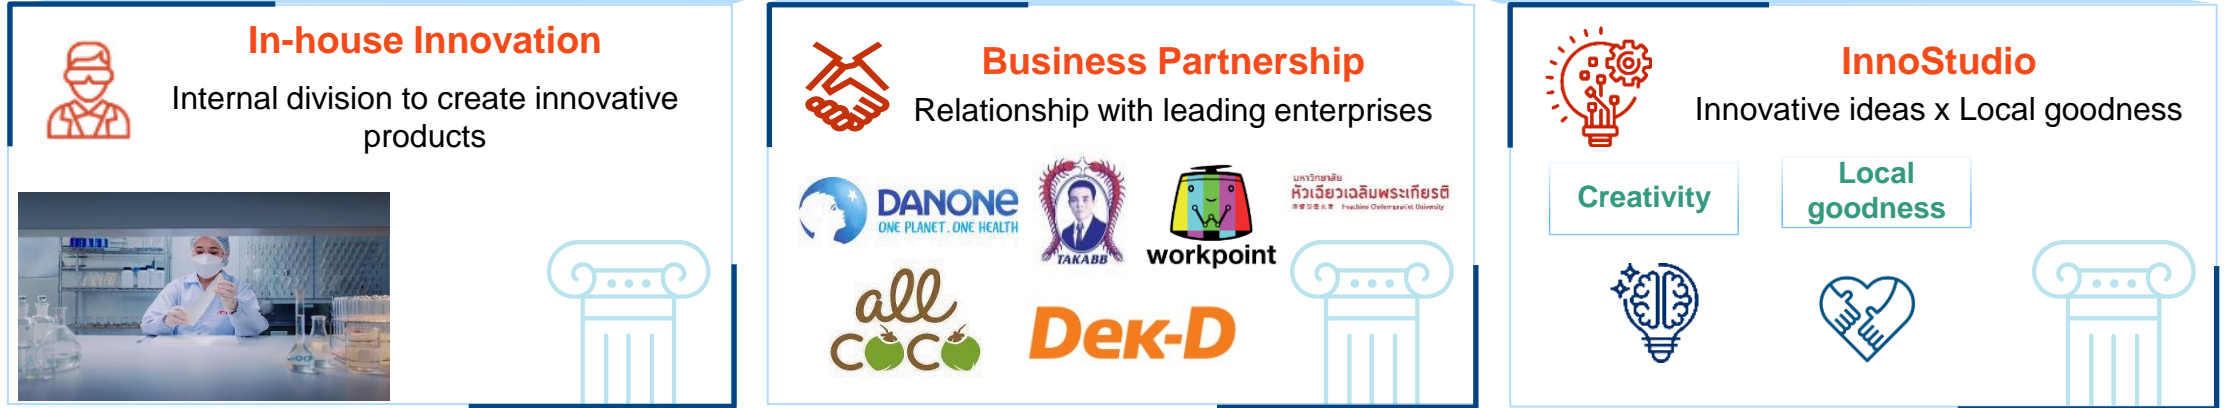 In-house Innovation
Internal division to create innovative
products
Business Partnership
Relationship with leading enterprises
DANONE
ONE PLANET. ONE HEALTH
TAKABB
workpoint
มหาวิทยาลัย
หัวเฉียวเฉลิมพระเกียรติ
Huachiew Chalermprakiet University
all
COCO
Dek-D
InnoStudio
Innovative ideas x Local goodness
Creativity
Local
goodness